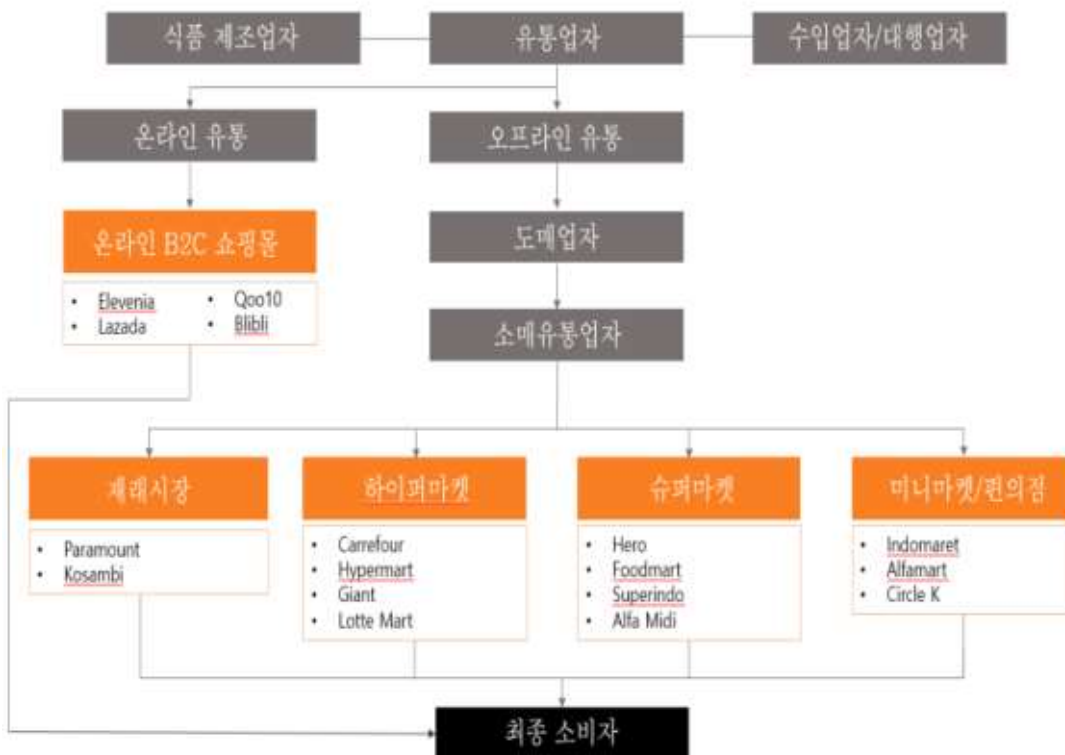 식품 제조업자
유통업자
수입업자/대행업자
온라인 유통
오프라인 유통
온라인 B2C 쇼핑몰
• Elevenia
• Lazada
• Qoo10
• Blibli
도매업자
소매유통업자
재래시장
• Paramount
• Kosambi
하이퍼마켓
• Carrefour
• Hypermart
• Giant
• Lotte Mart
슈퍼마켓
• Hero
• Foodmart
• Superindo
• Alfa Midi
미니마켓/편의점
• Indomaret
• Alfamart
• Circle K
최종 소비자